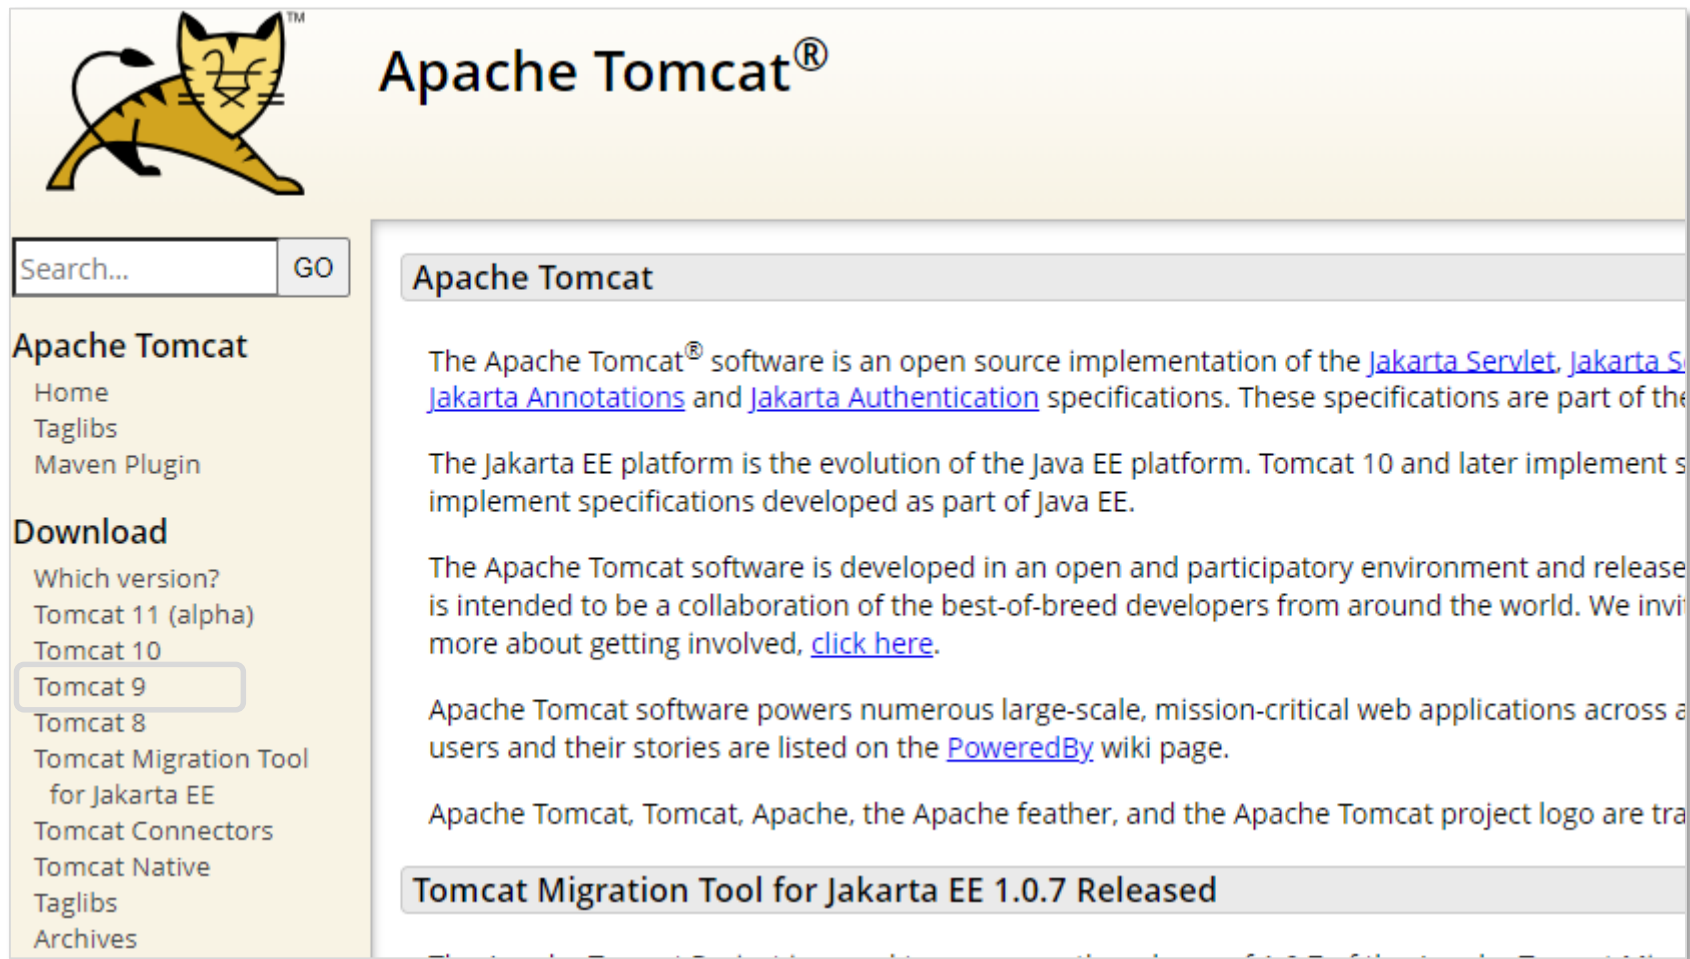 TM
Apache Tomcat®
Search...
GO
Apache Tomcat
Home
Taglibs
Maven Plugin
Download
Which version?
Tomcat 11 (alpha)
Tomcat 10
Tomcat 9
Tomcat 8
Tomcat Migration Tool
for Jakarta EE
Tomcat Connectors
Tomcat Native
Taglibs
Archives
Apache Tomcat
The Apache Tomcat® software is an open source implementation of the Jakarta Servlet, Jakarta
Jakarta Annotations and Jakarta Authentication specifications. These specifications are part of
The Jakarta EE platform is the evolution of the Java EE platform. Tomcat 10 and later implement
implement specifications developed as part of Java EE.
The Apache Tomcat software is developed in an open and participatory environment and release
is intended to be a collaboration of the best-of-breed developers from around the world. We
more about getting involved, click here.
Apache Tomcat software powers numerous large-scale, mission-critical web applications across
users and their stories are listed on the PoweredBy wiki page.
Apache Tomcat, Tomcat, Apache, the Apache feather, and the Apache Tomcat project logo are
Tomcat Migration Tool for Jakarta EE 1.0.7 Released